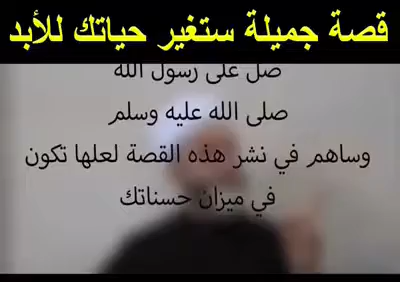 قصة جميلة ستغير حياتك للأبد
صل على رسول الله
صلى الله عليه وسلم
وساهم في نشر هذه القصة لعلها تكون
في ميزان حسناتك